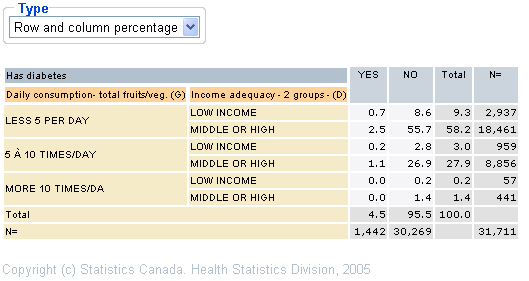 Type
Row and column percentage
Has diabetes YES NO Total N=
Daily consumption- total fruits/veg. (G) Income adequacy - 2 groups - (D)
LESS 5 PER DAY LOW INCOME 0.7 8.6 9.3 2,937
MIDDLE OR HIGH 2.5 55.7 58.2 18,461
5 À 10 TIMES/DAY LOW INCOME 0.2 2.8 3.0 959
MIDDLE OR HIGH 1.1 26.9 27.9 8,856
MORE 10 TIMES/DA LOW INCOME 0.0 0.2 0.2 57
MIDDLE OR HIGH 0.0 1.4 1.4 441
Total 4.5 95.5 100.0
N= 1,442 30,269 31,711
Copyright (c) Statistics Canada. Health Statistics Division, 2005